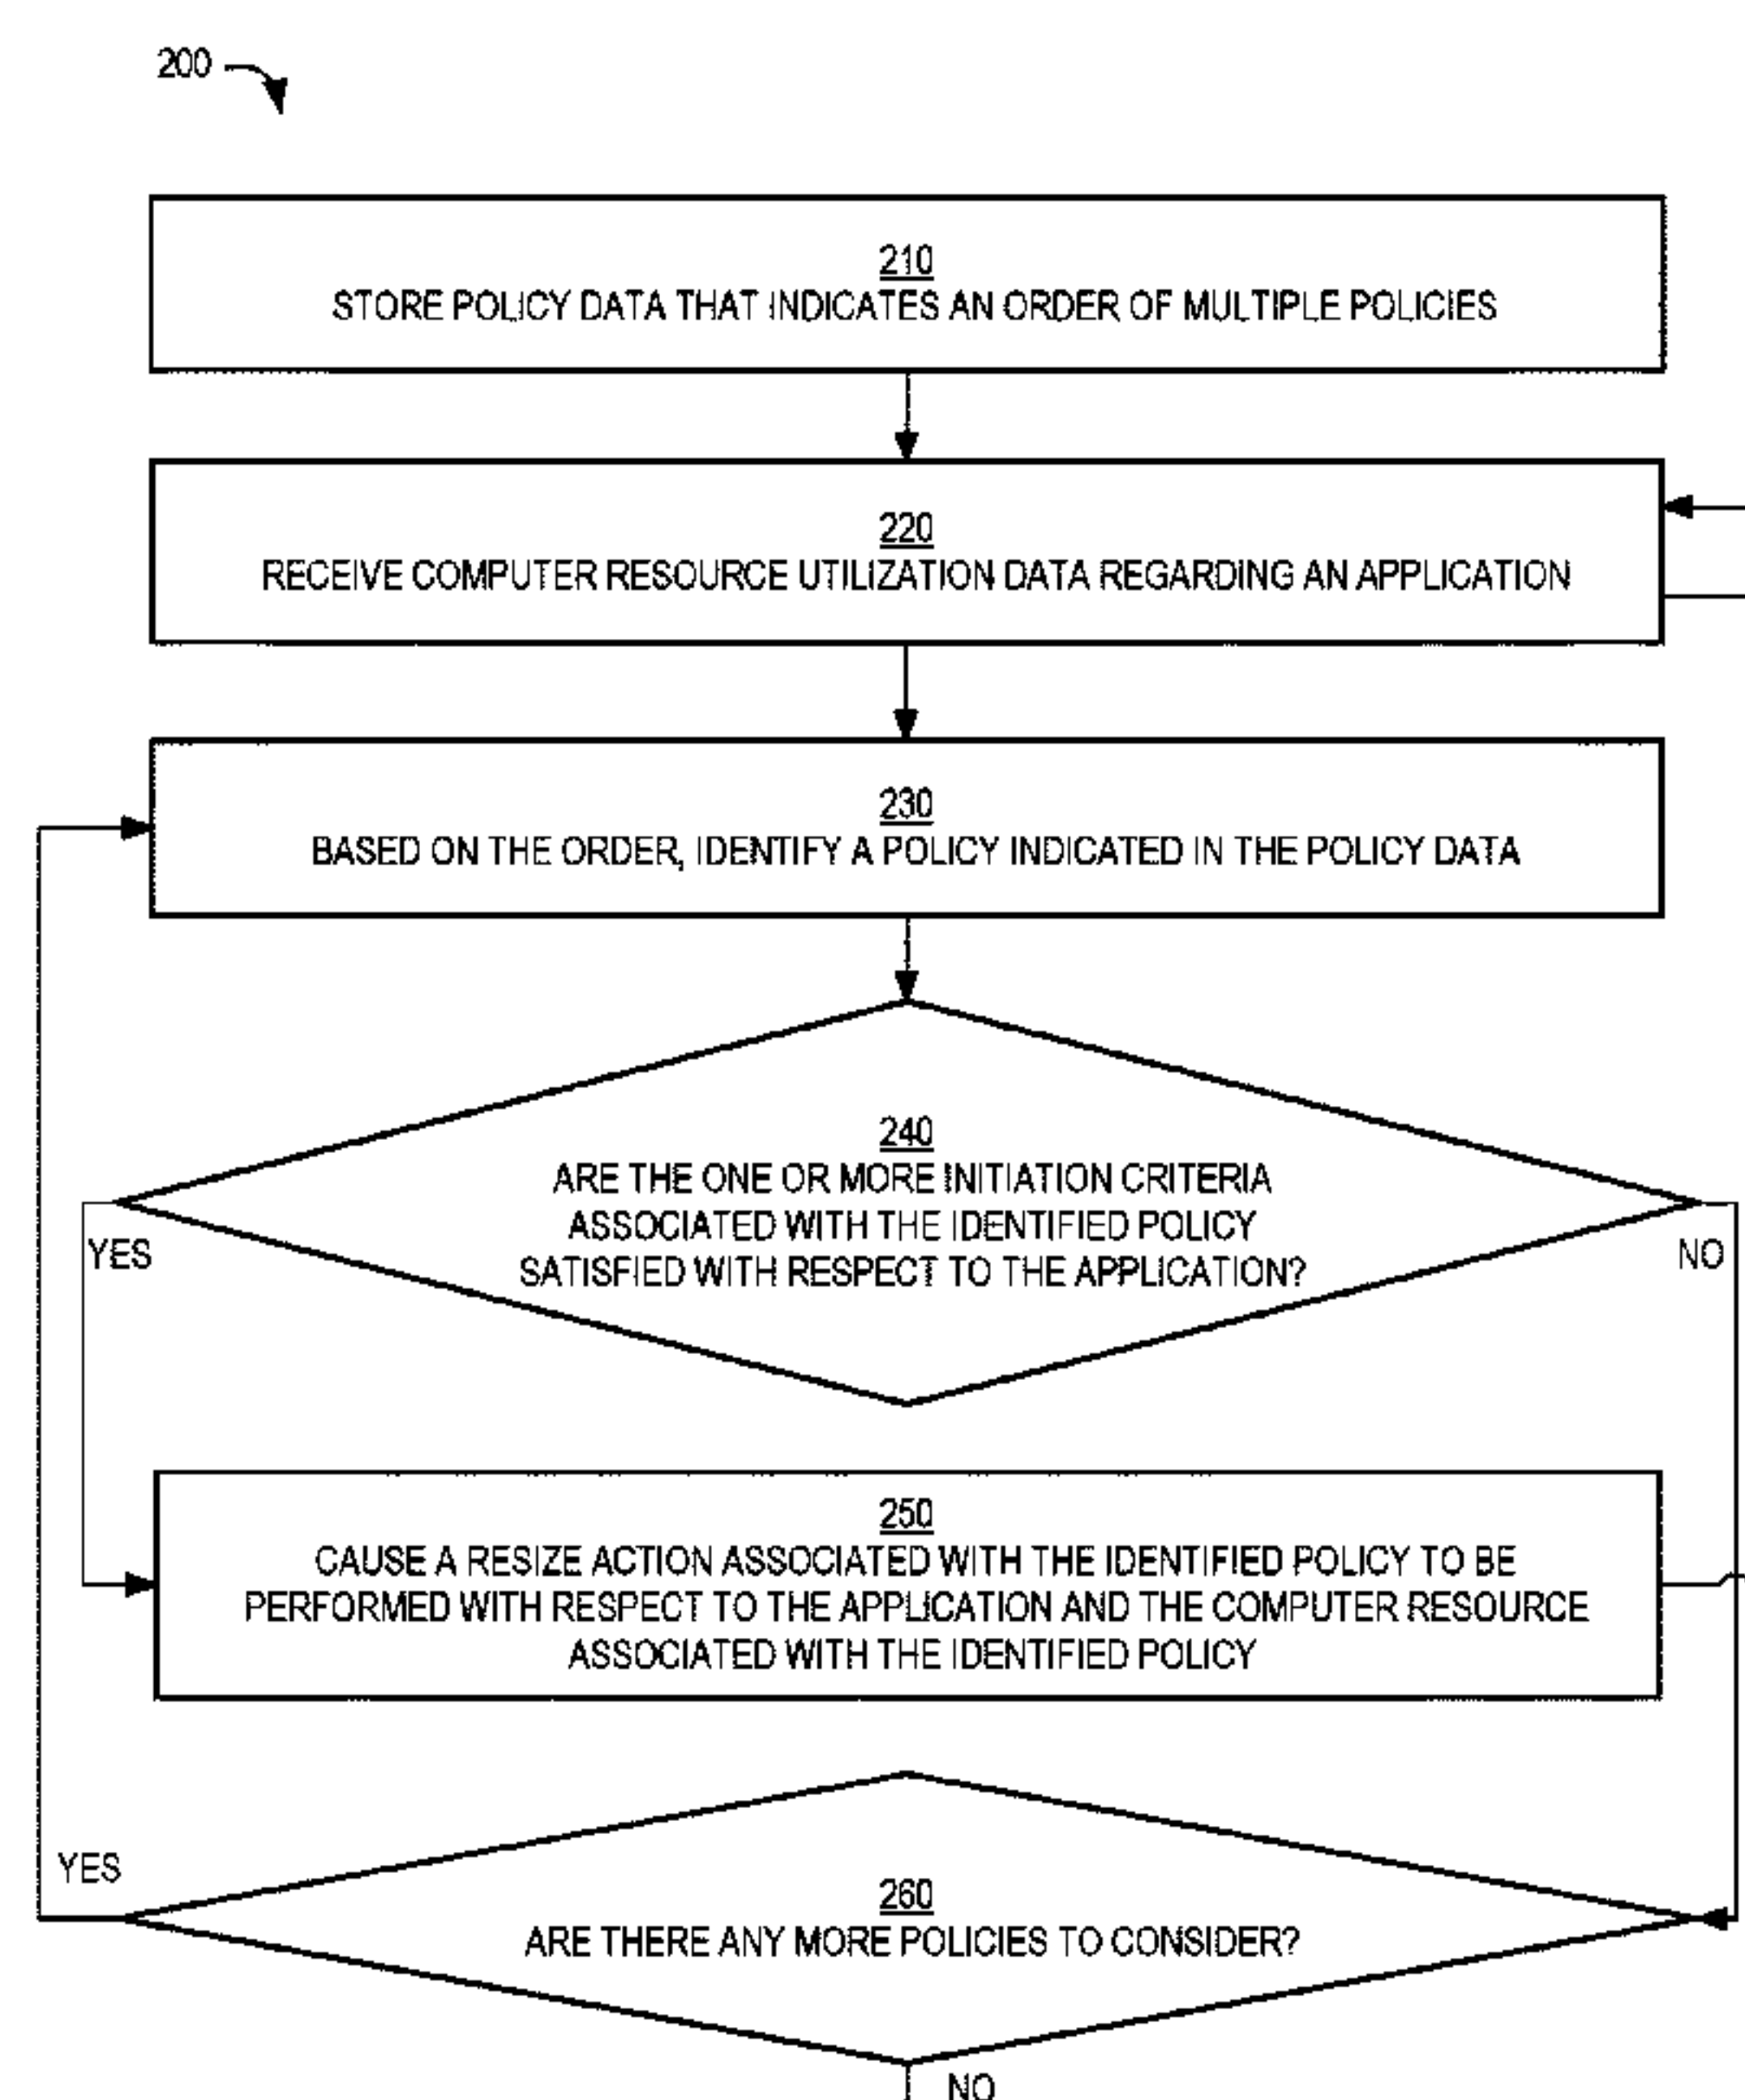 200
210
STORE POLICY DATA THAT INDICATES AN ORDER OF MULTIPLE POLICIES
220
RECEIVE COMPUTER RESOURCE UTILIZATION DATA REGARDING AN APPLICATION
230
BASED ON THE ORDER, IDENTIFY A POLICY INDICATED IN THE POLICY DATA
240
ARE THE ONE OR MORE INITIATION CRITERIA
ASSOCIATED WITH THE IDENTIFIED POLICY
SATISFIED WITH RESPECT TO THE APPLICATION?
YES
NO
250
CAUSE A RESIZE ACTION ASSOCIATED WITH THE IDENTIFIED POLICY TO BE
PERFORMED WITH RESPECT TO THE APPLICATION AND THE COMPUTER RESOURCE
ASSOCIATED WITH THE IDENTIFIED POLICY
YES
260
ARE THERE ANY MORE POLICIES TO CONSIDER?
NO